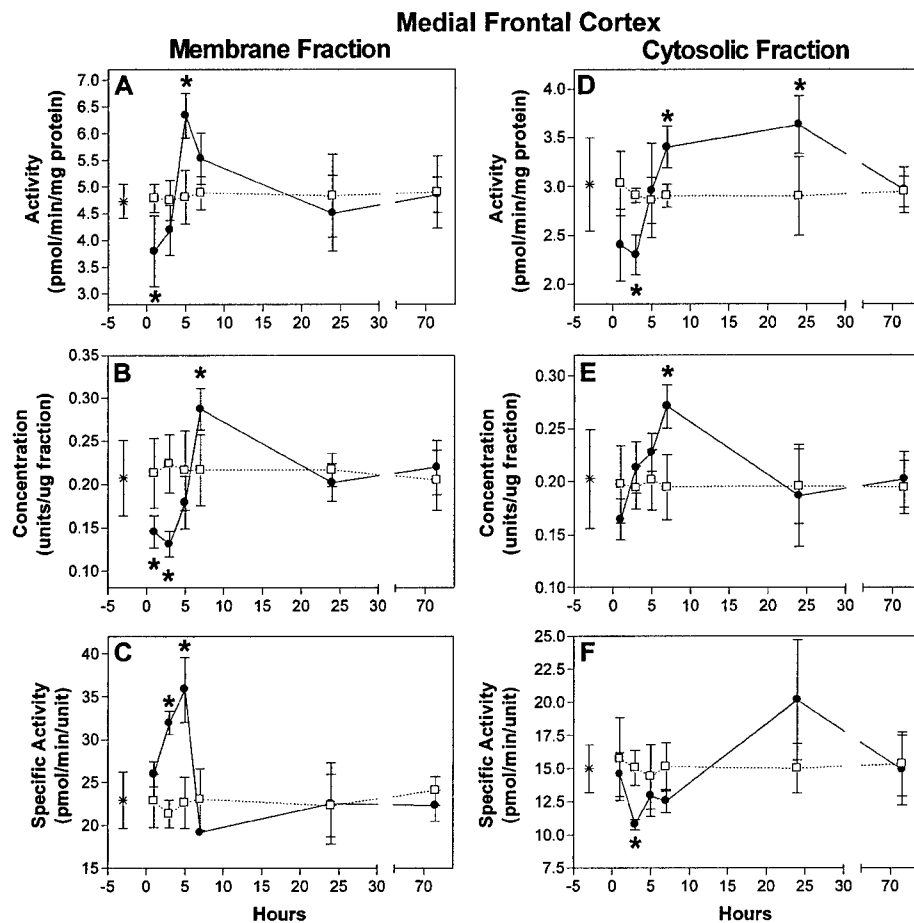 Medial Frontal Cortex
Membrane Fraction
Cytosolic Fraction
A
Activity
(pmol/min/mg protein)
7.0
6.5
6.0
5.5
5.0
4.5
4.0
3.5
3.0
*
*
-5 0 5 10 15 20 25 30 70
D
Activity
(pmol/min/mg protein)
4.0
3.5
3.0
2.5
2.0
*
*
*
-5 0 5 10 15 20 25 30 70
B
Concentration
(units/ug fraction)
0.35
0.30
0.25
0.20
0.15
0.10
*
*
*
-5 0 5 10 15 20 25 30 70
E
Concentration
(units/ug fraction)
0.30
0.25
0.20
0.15
0.10
*
-5 0 5 10 15 20 25 30 70
C
Specific Activity
(pmol/min/unit)
40
35
30
25
20
15
*
*
-5 0 5 10 15 20 25 30 70
Hours
F
Specific Activity
(pmol/min/unit)
25.0
22.5
20.0
17.5
15.0
12.5
10.0
7.5
*
-5 0 5 10 15 20 25 30 70
Hours